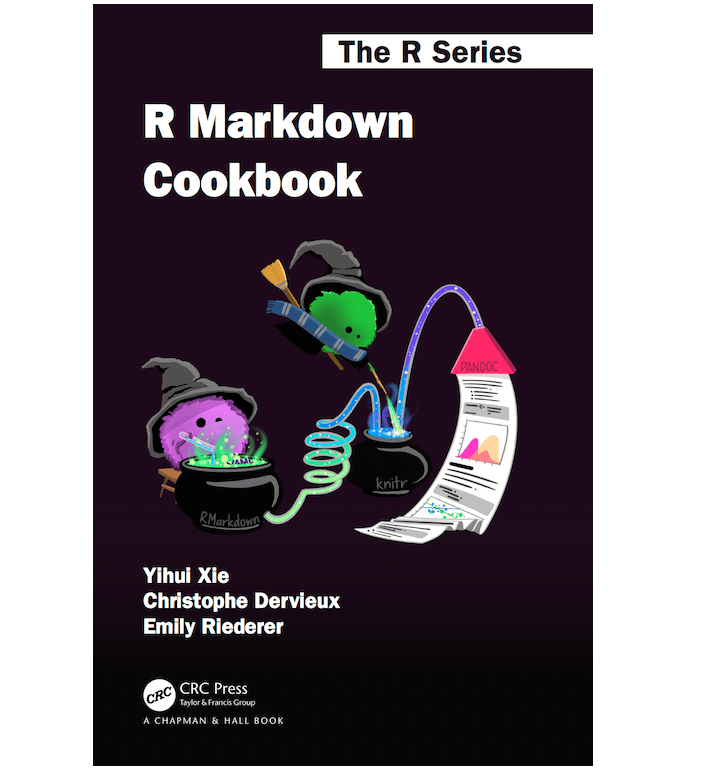 The R Series
R Markdown
Cookbook
PANDOC
knitr
RMarkdown
Yihui Xie
Christophe Dervieux
Emily Riederer
CRC
CRC Press
Taylor & Francis Group
A CHAPMAN & HALL BOOK